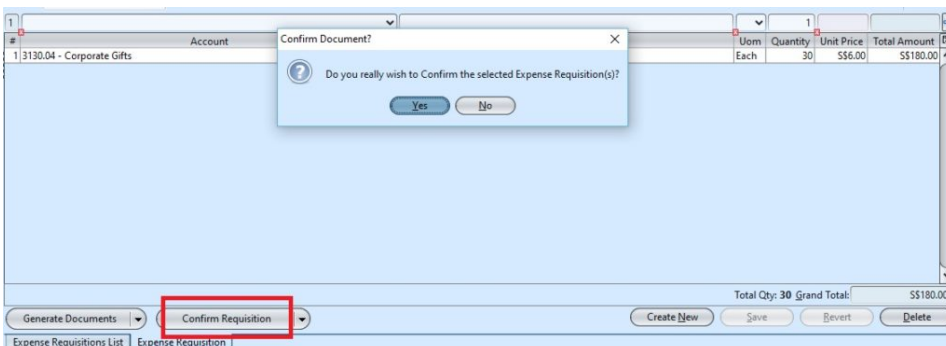 1 1 1
# Account Uom Quantity Unit Price Total Amount
1 3130.04 - Corporate Gifts Each 30 S$6.00 S$180.00
Confirm Document?
Do you really wish to Confirm the selected Expense Requisition(s)?
Yes No
Total Qty: 30 Grand Total: S$180.00
Generate Documents Confirm Requisition Create New Save Revert Delete
Expense Requisitions List Expense Requisition